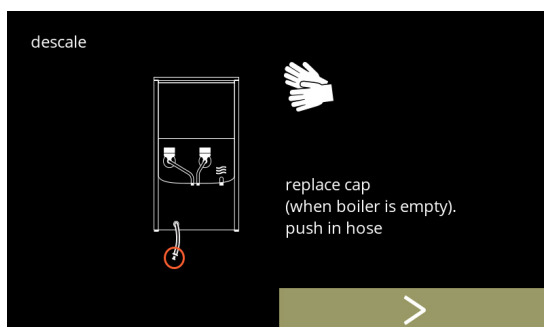 descale
replace cap
(when boiler is empty).
push in hose